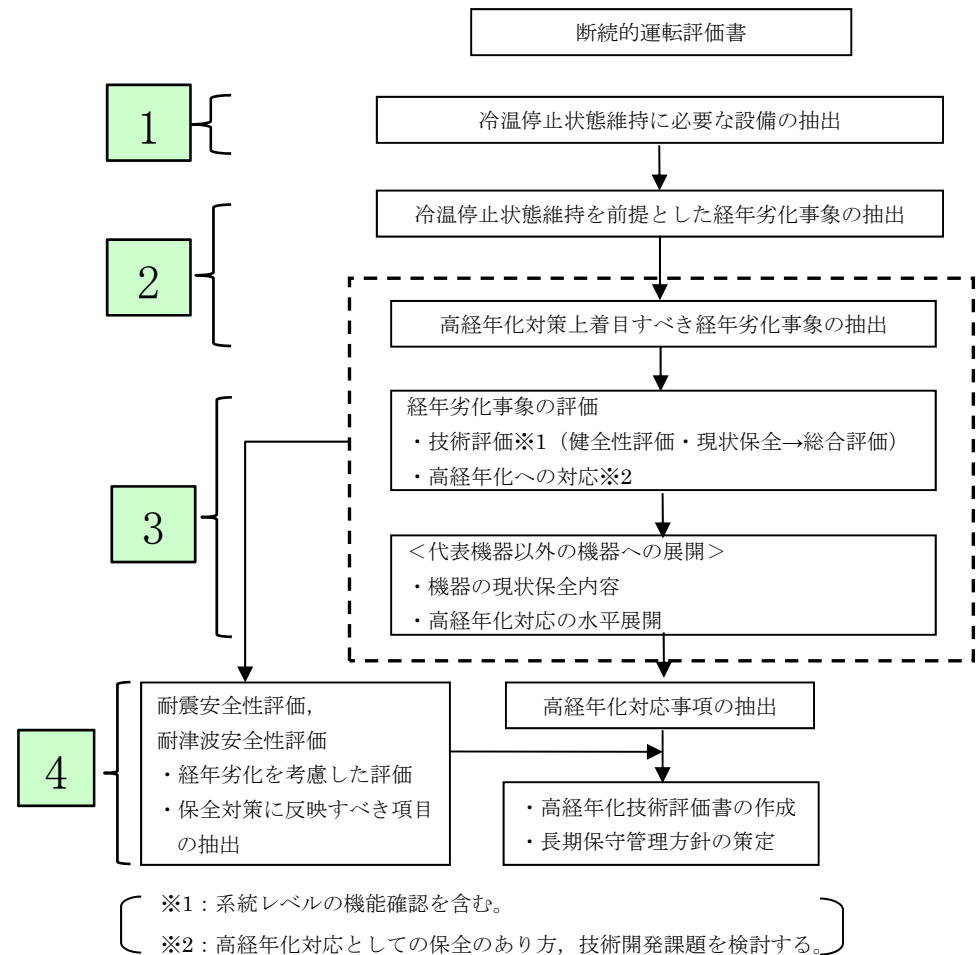 断続的運転評価書
1
冷温停止状態維持に必要な設備の抽出
冷温停止状態維持を前提とした経年劣化事象の抽出
2
高経年化対策上着目すべき経年劣化事象の抽出
経年劣化事象の評価
・技術評価※1（健全性評価・現状保全→総合評価）
・高経年化への対応※2
3
＜代表機器以外の機器への展開＞
・機器の現状保全内容
・高経年化対応の水平展開
4
耐震安全性評価，
耐津波安全性評価
・経年劣化を考慮した評価
・保全対策に反映すべき項目
の抽出
高経年化対応事項の抽出
・高経年化技術評価書の作成
・長期保守管理方針の策定
※1：系統レベルの機能確認を含む。
※2：高経年化対応としての保全のあり方，技術開発課題を検討する。